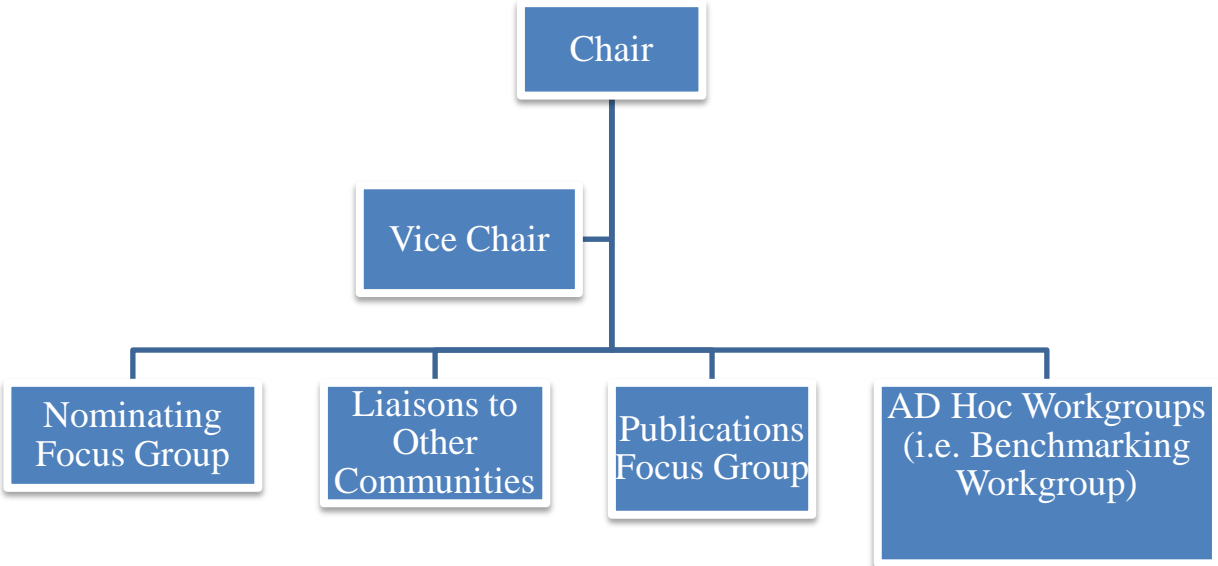 Chair
Vice Chair
Nominating
Focus Group
Liaisons to
Other
Communities
Publications
Focus Group
AD Hoc Workgroups
(i.e. Benchmarking
Workgroup)